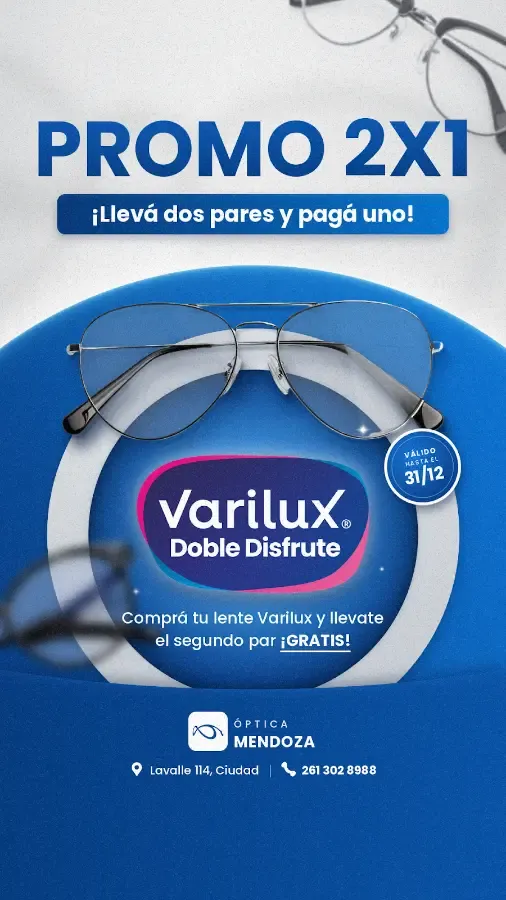 PROMO 2X1
¡Llevá dos pares y pagá uno!
VÁLIDO
HASTA EL
31/12
varilux®
Doble Disfrute
Comprá tu lente Varilux y llevate
el segundo par ¡GRATIS!
ÓPTICA
MENDOZA
Lavalle 114, Ciudad | 261 302 8988